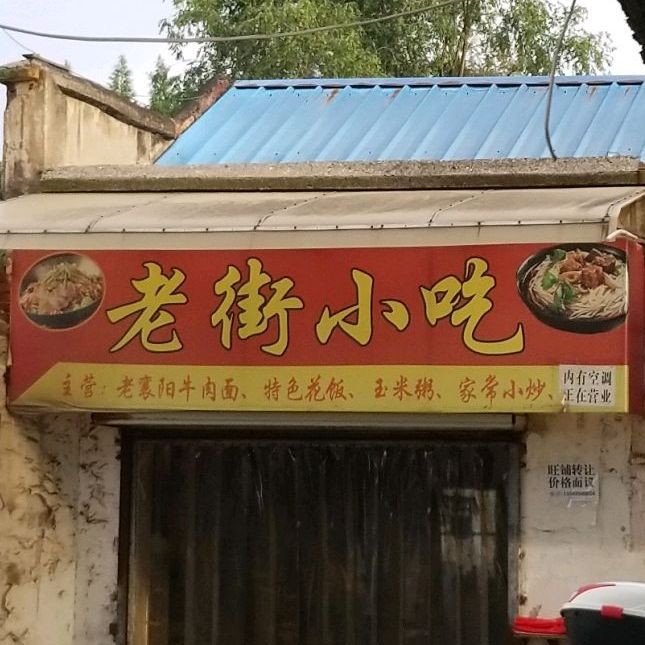 老街小吃
主营：老襄阳牛肉面、特色花饭、玉米粥、家常小炒、
内有空调
正在营业
旺铺转让
价格面议